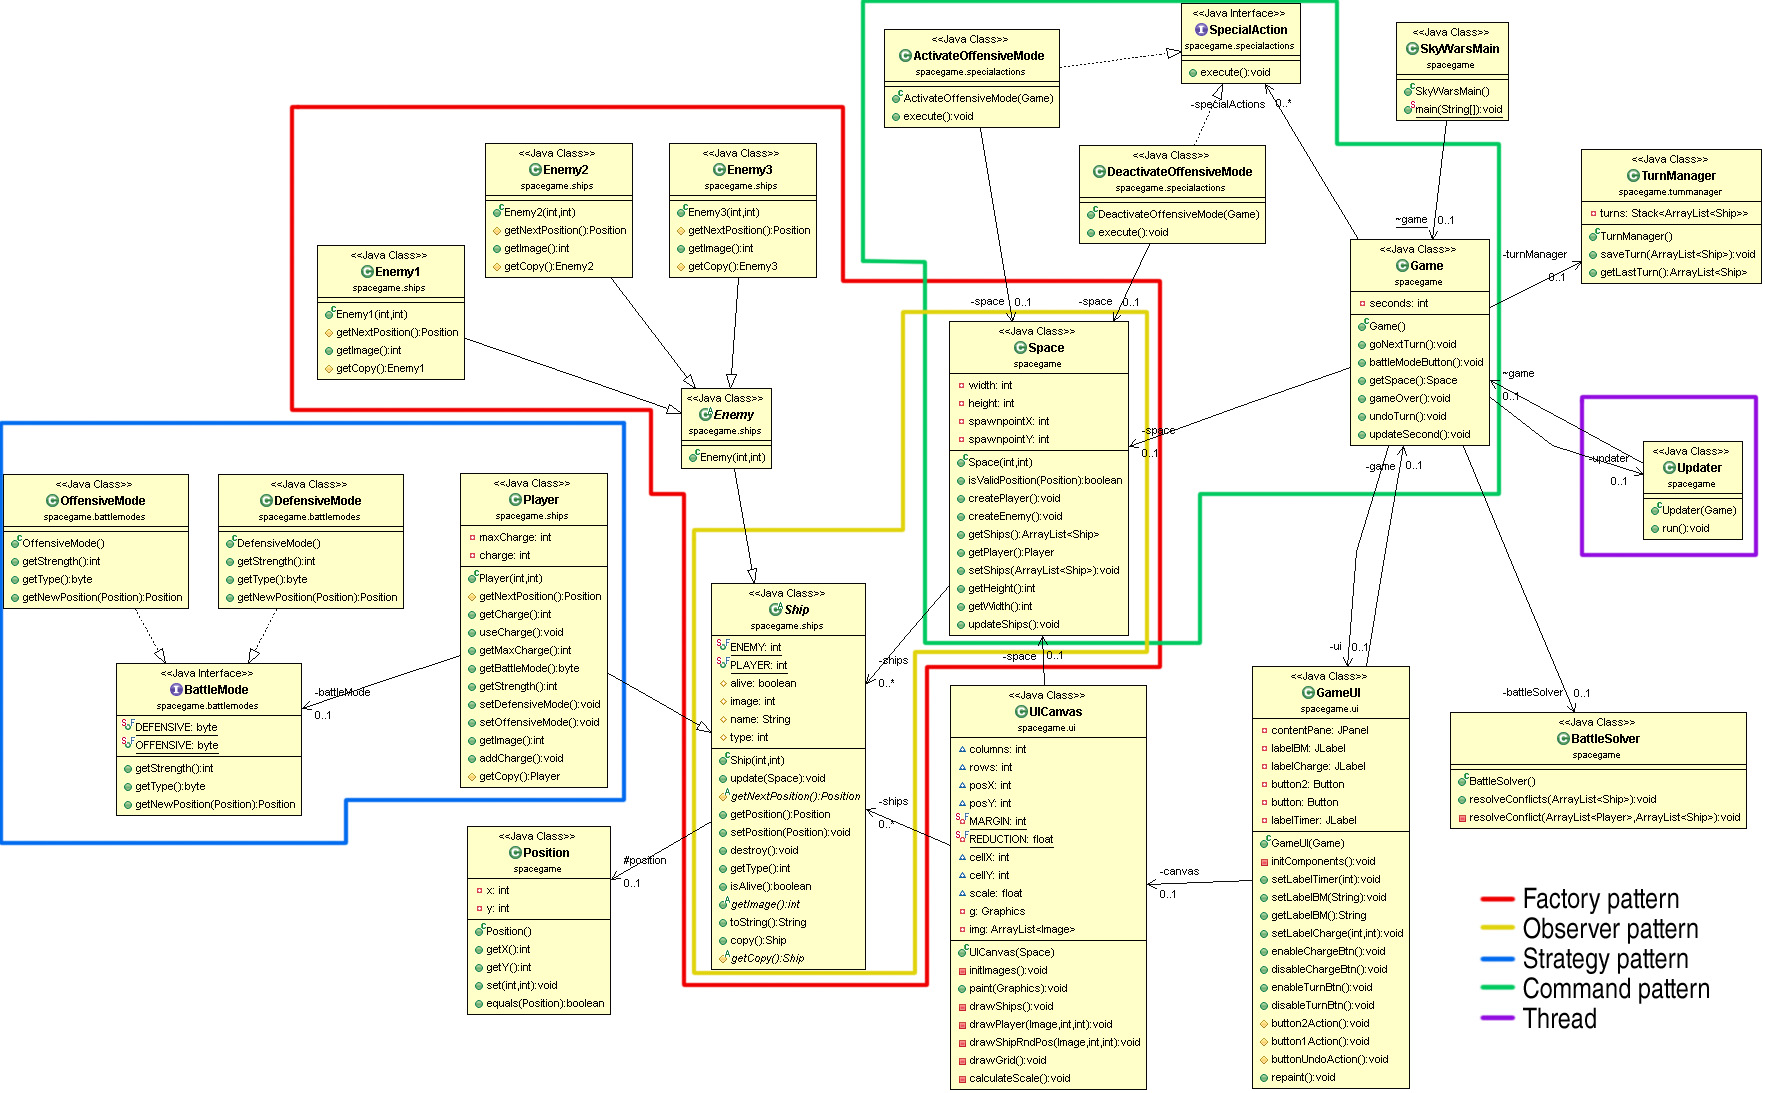 <<Java Interface>>
SpecialAction
spacegame.specialactions
execute():void
<<Java Class>>
ActivateOffensiveMode
spacegame.specialactions
ActivateOffensiveMode(Game)
execute():void
<<Java Class>>
SkyWarsMain
spacegame
SkyWarsMain()
main(String[]):void
-specialActions
0..*
<<Java Class>>
Enemy2
spacegame.ships
Enemy2(int,int)
getNextPosition():Position
getImage():int
getCopy():Enemy2
<<Java Class>>
Enemy3
spacegame.ships
Enemy3(int,int)
getNextPosition():Position
getImage():int
getCopy():Enemy3
<<Java Class>>
DeactivateOffensiveMode
spacegame.specialactions
DeactivateOffensiveMode(Game)
execute():void
<<Java Class>>
TurnManager
spacegame.turnmanager
turns: Stack<ArrayList<Ship>>
TurnManager()
saveTurn(ArrayList<Ship>):void
getLastTurn():ArrayList<Ship>
~game
0..1
<<Java Class>>
Enemy1
spacegame.ships
Enemy1(int,int)
getNextPosition():Position
getImage():int
getCopy():Enemy1
<<Java Class>>
Game
spacegame
seconds: int
Game()
goNextTurn():void
battleModeButton():void
getSpace():Space
gameOver():void
undoTurn():void
updateSecond():void
-turnManager
0..1
-space
0..1
-space
0..1
<<Java Class>>
Space
spacegame
width: int
height: int
spawnpointX: int
spawnpointY: int
Space(int,int)
isValidPosition(Position):boolean
createPlayer():void
createEnemy():void
getShips():ArrayList<Ship>
getPlayer():Player
setShips(ArrayList<Ship>):void
getHeight():int
getWidth():int
updateShips():void
-space
0..1
~game
0..1
-updater
0..1
<<Java Class>>
Updater
spacegame
Updater(Game)
run():void
<<Java Class>>
Enemy
spacegame.ships
Enemy(int,int)
<<Java Class>>
OffensiveMode
spacegame.battlemodes
OffensiveMode()
getStrength():int
getType():byte
getNewPosition(Position):Position
<<Java Class>>
DefensiveMode
spacegame.battlemodes
DefensiveMode()
getStrength():int
getType():byte
getNewPosition(Position):Position
<<Java Class>>
Player
spacegame.ships
maxCharge: int
charge: int
Player(int,int)
getNextPosition():Position
getCharge():int
useCharge():void
getMaxCharge():int
getBattleMode():byte
getStrength():int
setDefensiveMode():void
setOffensiveMode():void
getImage():int
addCharge():void
getCopy():Player
<<Java Class>>
Ship
spacegame.ships
ENEMY: int
PLAYER: int
alive: boolean
image: int
name: String
type: int
Ship(int,int)
update(Space):void
getNextPosition():Position
getPosition():Position
setPosition(Position):void
destroy():void
getType():int
isAlive():boolean
getImage():int
toString():String
copy():Ship
getCopy():Ship
<<Java Interface>>
BattleMode
spacegame.battlemodes
DEFENSIVE: byte
OFFENSIVE: byte
getStrength():int
getType():byte
getNewPosition(Position):Position
-battleMode
0..1
-ships
0..*
-space
0..1
-game
0..1
-ui
0..1
-battleSolver
0..1
<<Java Class>>
UICanvas
spacegame.ui
columns: int
rows: int
posX: int
posY: int
MARGIN: int
REDUCTION: float
cellX: int
cellY: int
scale: float
g: Graphics
img: ArrayList<Image>
UICanvas(Space)
initImages():void
paint(Graphics):void
drawShips():void
drawPlayer(Image,int,int):void
drawShipRndPos(Image,int,int):void
drawGrid():void
calculateScale():void
<<Java Class>>
GameUI
spacegame.ui
contentPane: JPanel
labelBM: JLabel
labelCharge: JLabel
button2: Button
button: Button
labelTimer: JLabel
GameUI(Game)
initComponents():void
setLabelTimer(int):void
setLabelBM(String):void
getLabelBM():String
setLabelCharge(int,int):void
enableChargeBtn():void
disableChargeBtn():void
enableTurnBtn():void
disableTurnBtn():void
button2Action():void
button1Action():void
buttonUndoAction():void
repaint():void
<<Java Class>>
BattleSolver
spacegame
BattleSolver()
resolveConflicts(ArrayList<Ship>):void
resolveConflict(ArrayList<Player>,ArrayList<Ship>):void
-ships
0..*
-canvas
0..1
#position
0..1
<<Java Class>>
Position
spacegame
x: int
y: int
Position()
getX():int
getY():int
set(int,int):void
equals(Position):boolean
Factory pattern
Observer pattern
Strategy pattern
Command pattern
Thread